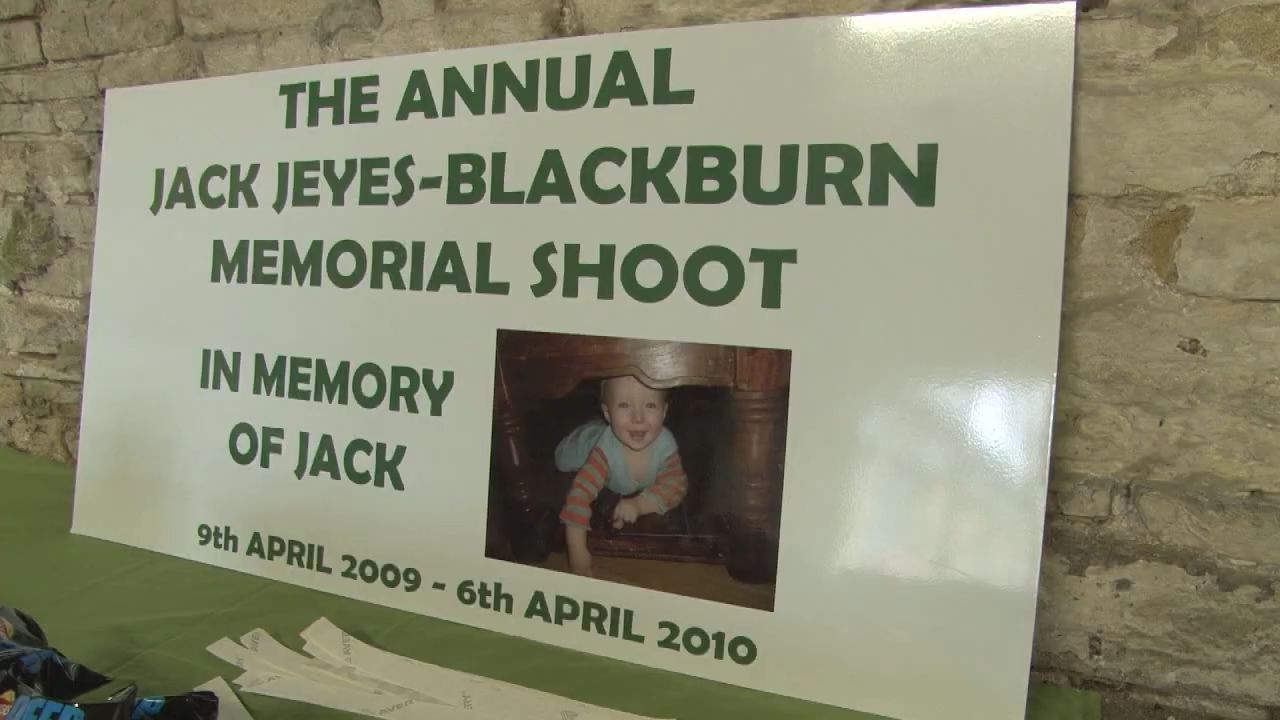 THE ANNUAL
JACK JEYES-BLACKBURN
MEMORIAL SHOOT
IN MEMORY
OF JACK
9th APRIL 2009 - 6th APRIL 2010